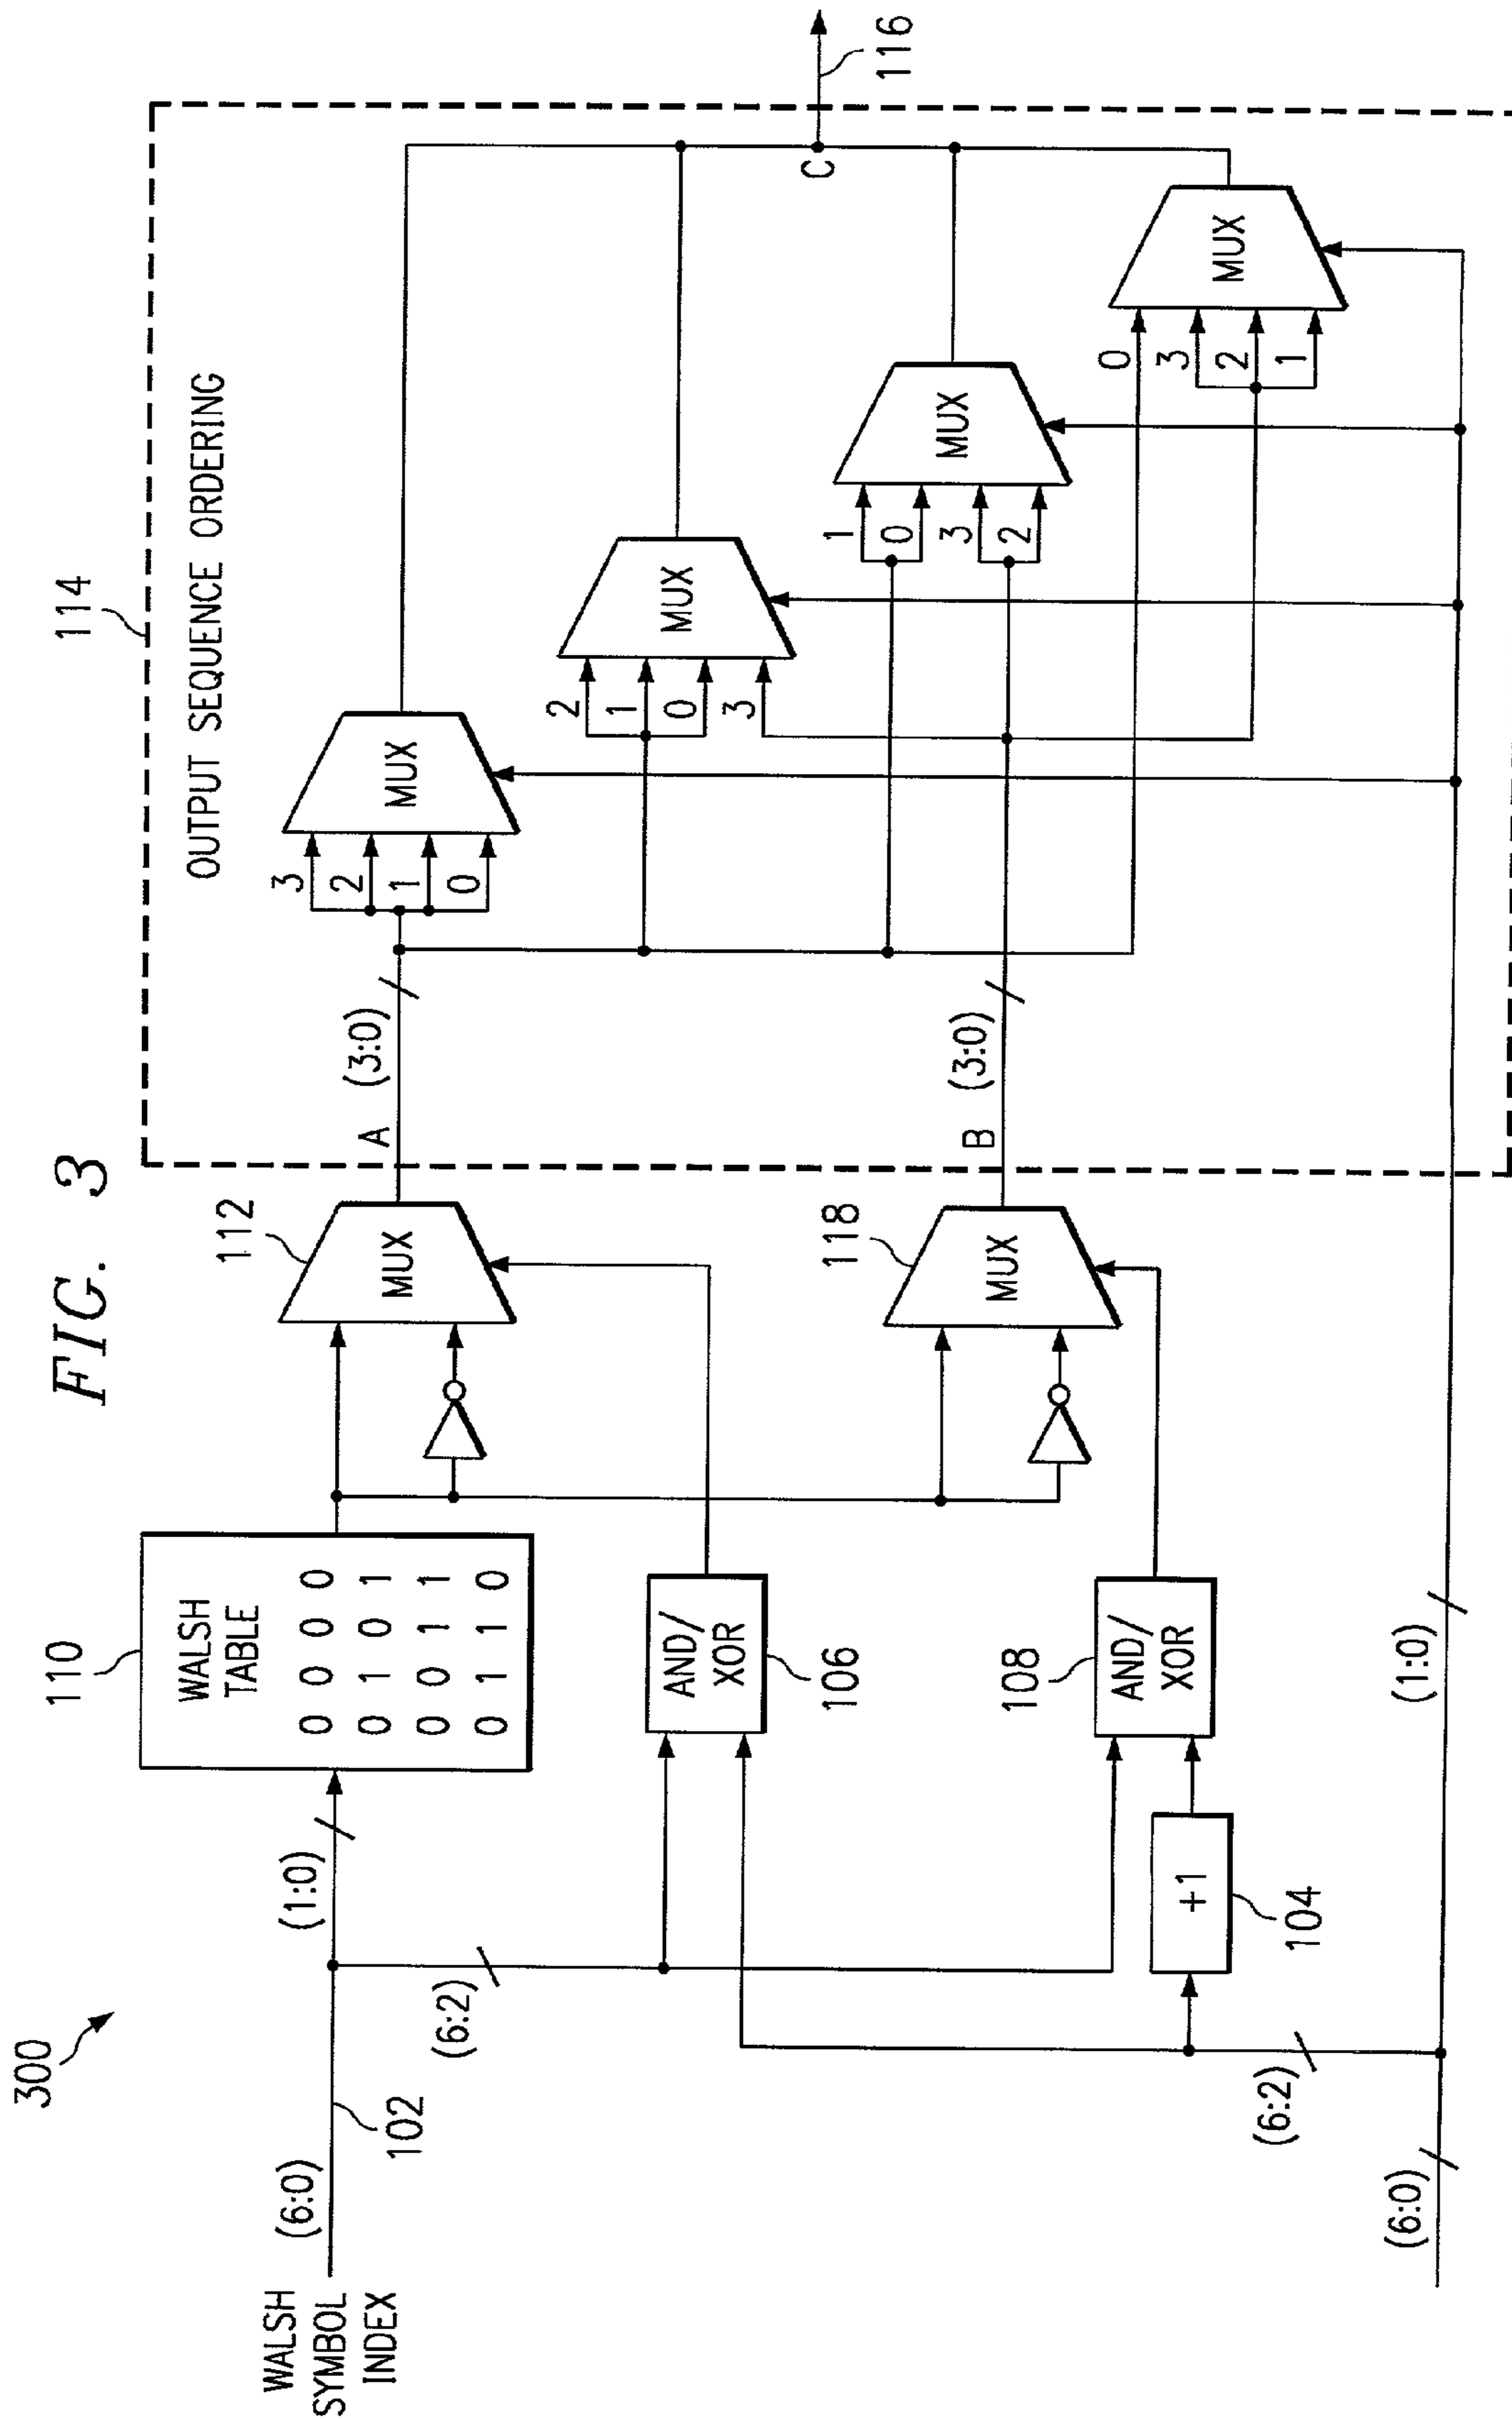 FIG. 3
300
114
OUTPUT SEQUENCE ORDERING
WALSH
SYMBOL
INDEX
(6:0)
102
(1:0)
(6:2)
110
WALSH
TABLE
0 0 0 0
0 1 0 1
0 0 1 1
0 1 1 0
112
MUX
A
(3:0)
3
2
1
0
MUX
AND/
XOR
106
2
1
0
3
MUX
118
MUX
B
(3:0)
1
0
3
2
MUX
C
116
108
AND/
XOR
+1
104
0
3
2
1
MUX
(6:2)
(6:0)
(1:0)